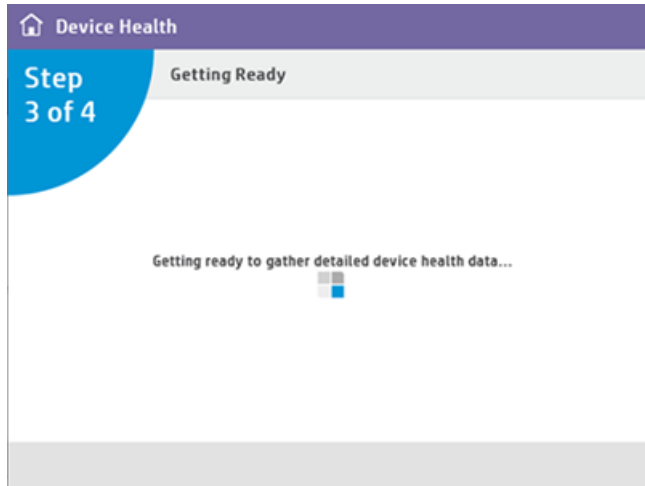 Device Health
Step
3 of 4
Getting Ready
Getting ready to gather detailed device health data...